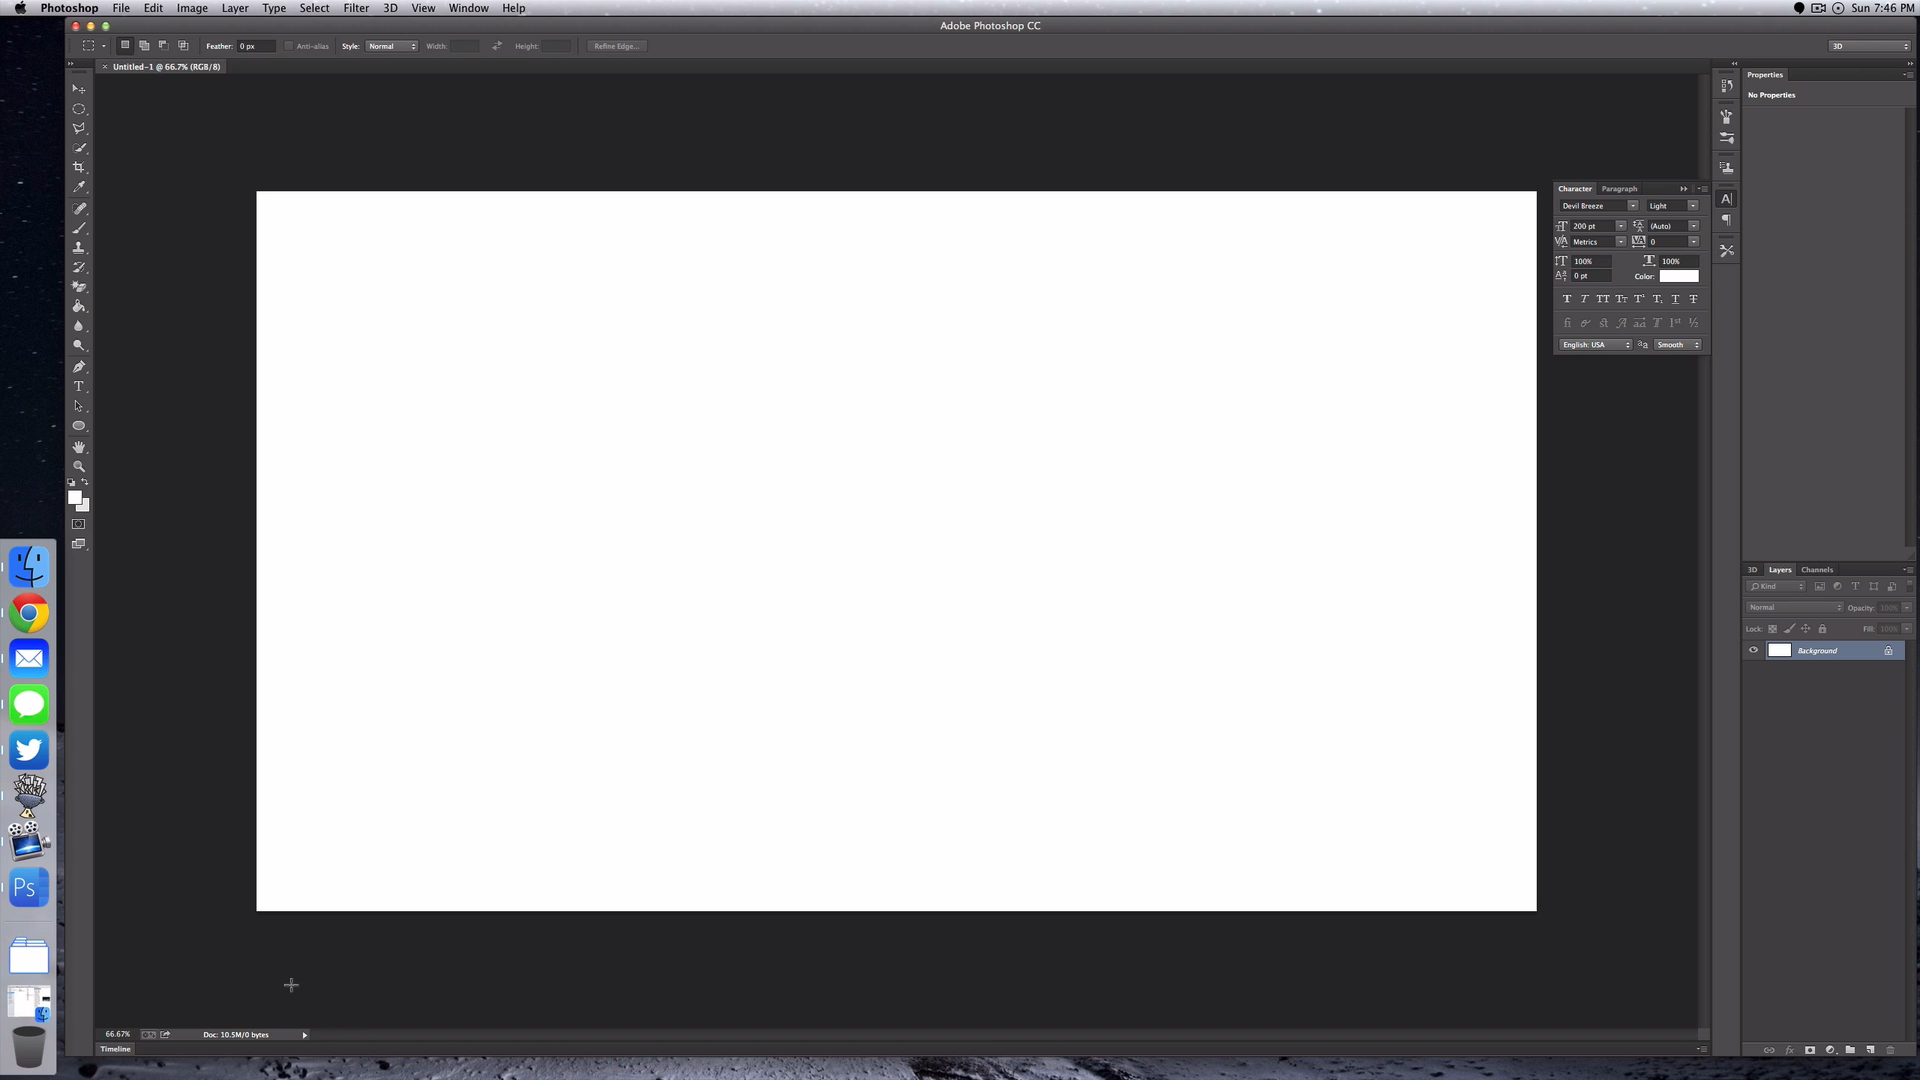 Photoshop File Edit Image Layer Type Select Filter 3D View Window Help Sun 7:46 PM
Adobe Photoshop CC
Feather: 0 px Anti-alias Style: Normal Width: Height: Refine Edge... 3D
Untitled-1 @ 66.7% (RGB/8)
Properties
No Properties
Character Paragraph
Devil Breeze Light
200 pt (Auto)
Metrics 0
100% 100%
0 pt Color:
English: USA Smooth
3D Layers Channels
Kind
Normal Opacity: 100%
Lock: Fill: 100%
Background
Ps
66.67% Doc: 10.5M/0 bytes
Timeline